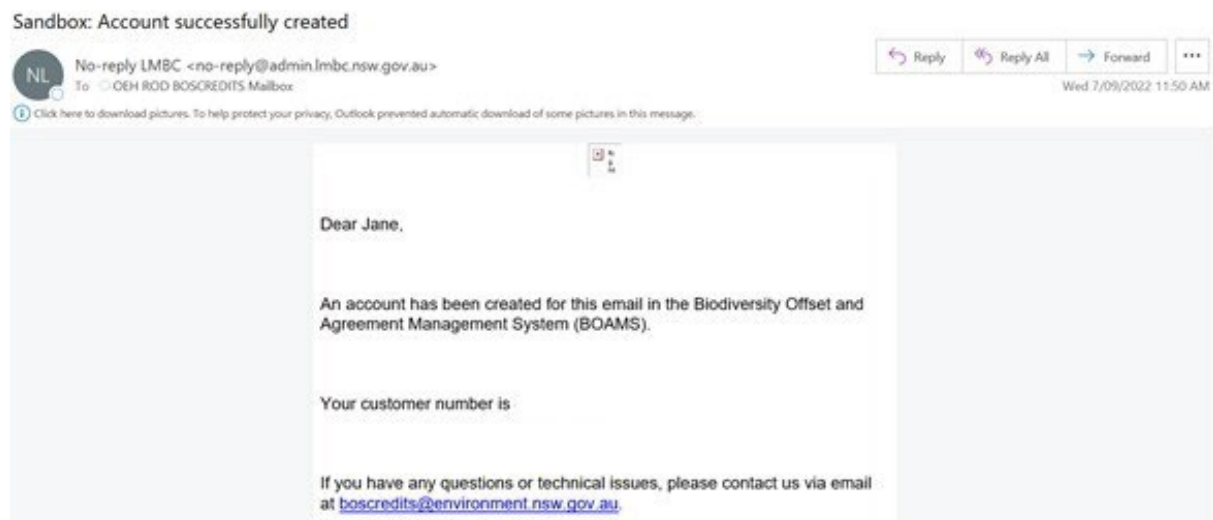 Sandbox: Account successfully created
NL
No-reply LMBC <no-reply@admin.lmbc.nsw.gov.au>
To OEH ROD BOSCREDITS Mailbox
Reply Reply All Forward ...
Wed 7/09/2022 11:50 AM
Click here to download pictures. To help protect your privacy, Outlook prevented automatic download of some pictures in this message.
Dear Jane,
An account has been created for this email in the Biodiversity Offset and
Agreement Management System (BOAMS).
Your customer number is
If you have any questions or technical issues, please contact us via email
at boscredits@environment.nsw.gov.au.